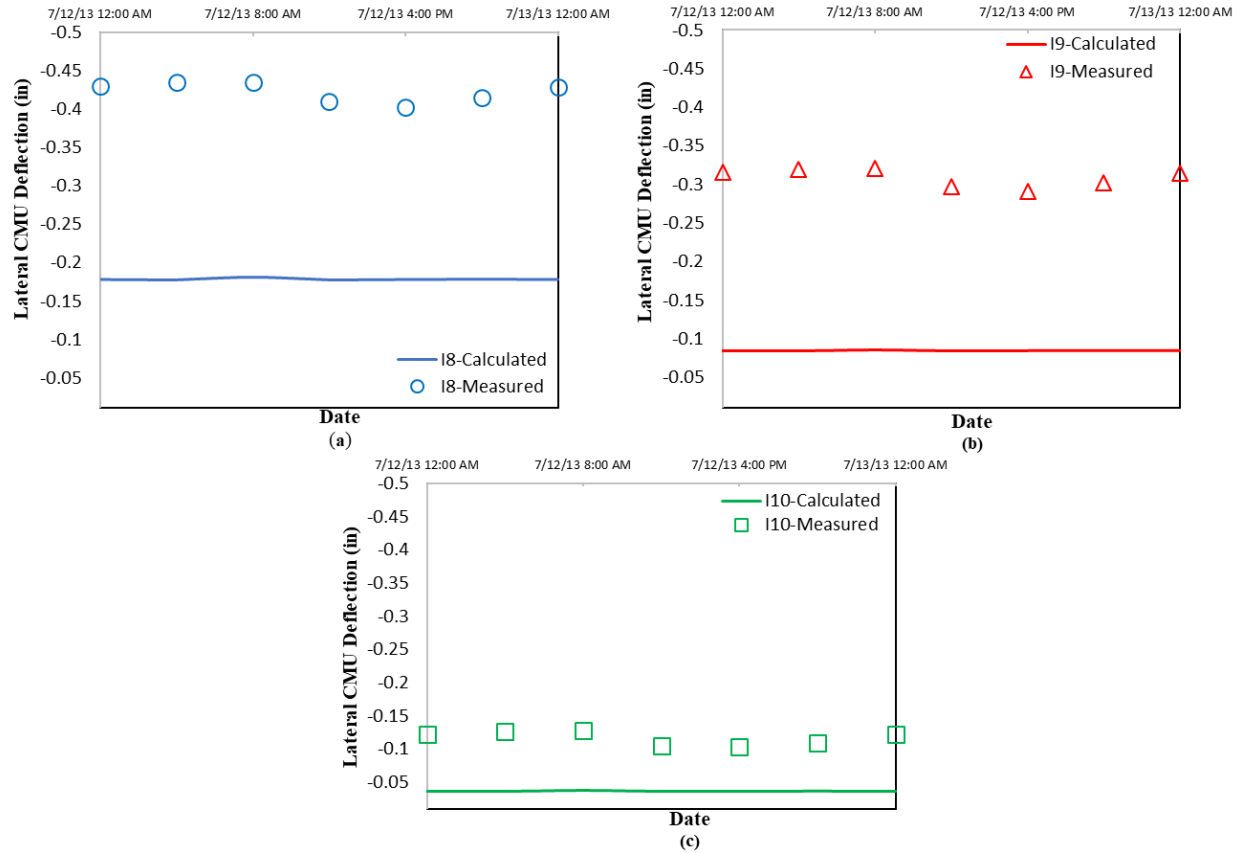 7/12/13 12:00 AM 7/12/13 8:00 AM 7/12/13 4:00 PM 7/13/13 12:00 AM
-0.5
-0.45
-0.4
-0.35
-0.3
-0.25
-0.2
-0.15
-0.1
-0.05
Lateral CMU Deflection (in)
I8-Calculated
I8-Measured
Date
(a)
7/12/13 12:00 AM 7/12/13 8:00 AM 7/12/13 4:00 PM 7/13/13 12:00 AM
-0.5
-0.45
-0.4
-0.35
-0.3
-0.25
-0.2
-0.15
-0.1
-0.05
Lateral CMU Deflection (in)
I9-Calculated
I9-Measured
Date
(b)
7/12/13 12:00 AM 7/12/13 8:00 AM 7/12/13 4:00 PM 7/13/13 12:00 AM
-0.5
-0.45
-0.4
-0.35
-0.3
-0.25
-0.2
-0.15
-0.1
-0.05
Lateral CMU Deflection (in)
I10-Calculated
I10-Measured
Date
(c)